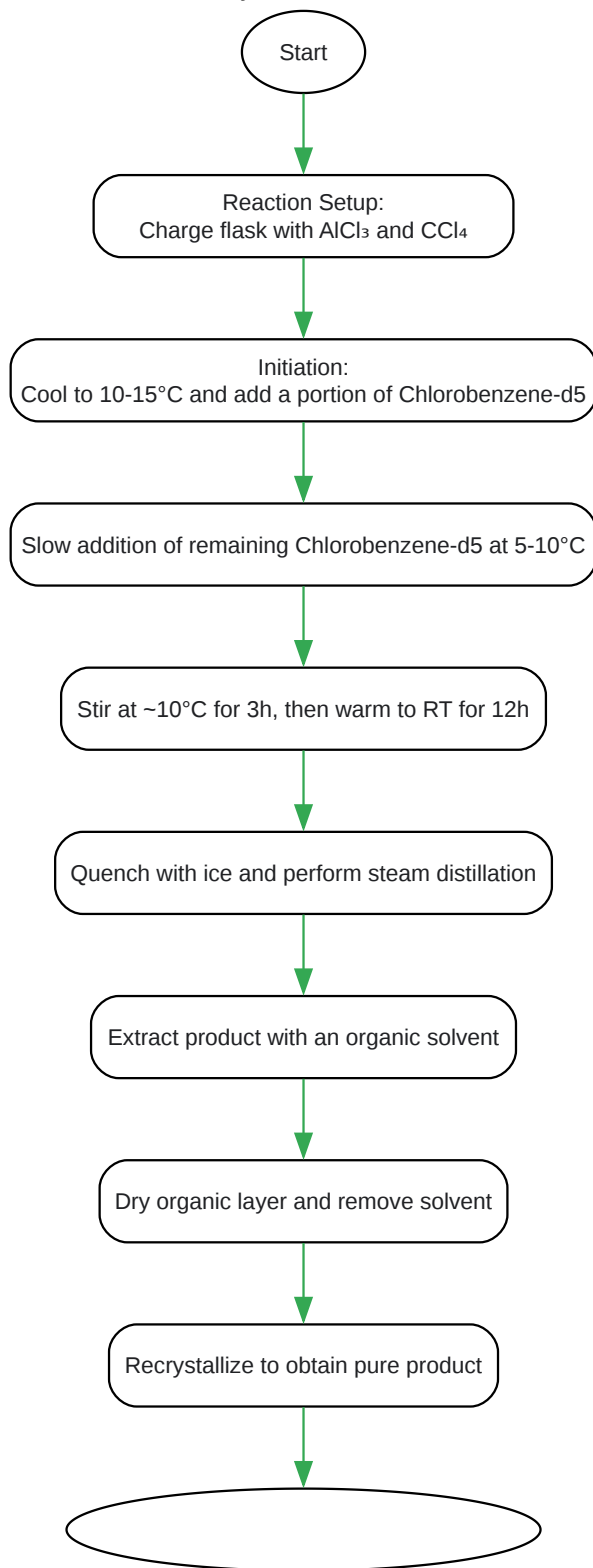 Start
Reaction Setup:
Charge flask with AlCl₃ and CCl₄
Initiation:
Cool to 10-15°C and add a portion of Chlorobenzene-d5
Slow addition of remaining Chlorobenzene-d5 at 5-10°C
Stir at ~10°C for 3h, then warm to RT for 12h
Quench with ice and perform steam distillation
Extract product with an organic solvent
Dry organic layer and remove solvent
Recrystallize to obtain pure product